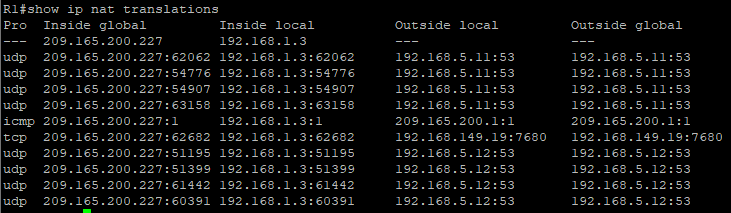 R1#show ip nat translations
Pro  Inside global         Inside local          Outside local         Outside global
---  209.165.200.227       192.168.1.3           ---                   ---
udp  209.165.200.227:62062 192.168.1.3:62062     192.168.5.11:53       192.168.5.11:53
udp  209.165.200.227:54776 192.168.1.3:54776     192.168.5.11:53       192.168.5.11:53
udp  209.165.200.227:54907 192.168.1.3:54907     192.168.5.11:53       192.168.5.11:53
udp  209.165.200.227:63158 192.168.1.3:63158     192.168.5.11:53       192.168.5.11:53
icmp 209.165.200.227:1     192.168.1.3:1         209.165.200.1:1       209.165.200.1:1
tcp  209.165.200.227:62682 192.168.1.3:62682     192.168.149.19:7680   192.168.149.19:7680
udp  209.165.200.227:51195 192.168.1.3:51195     192.168.5.12:53       192.168.5.12:53
udp  209.165.200.227:51399 192.168.1.3:51399     192.168.5.12:53       192.168.5.12:53
udp  209.165.200.227:61442 192.168.1.3:61442     192.168.5.12:53       192.168.5.12:53
udp  209.165.200.227:60391 192.168.1.3:60391     192.168.5.12:53       192.168.5.12:53